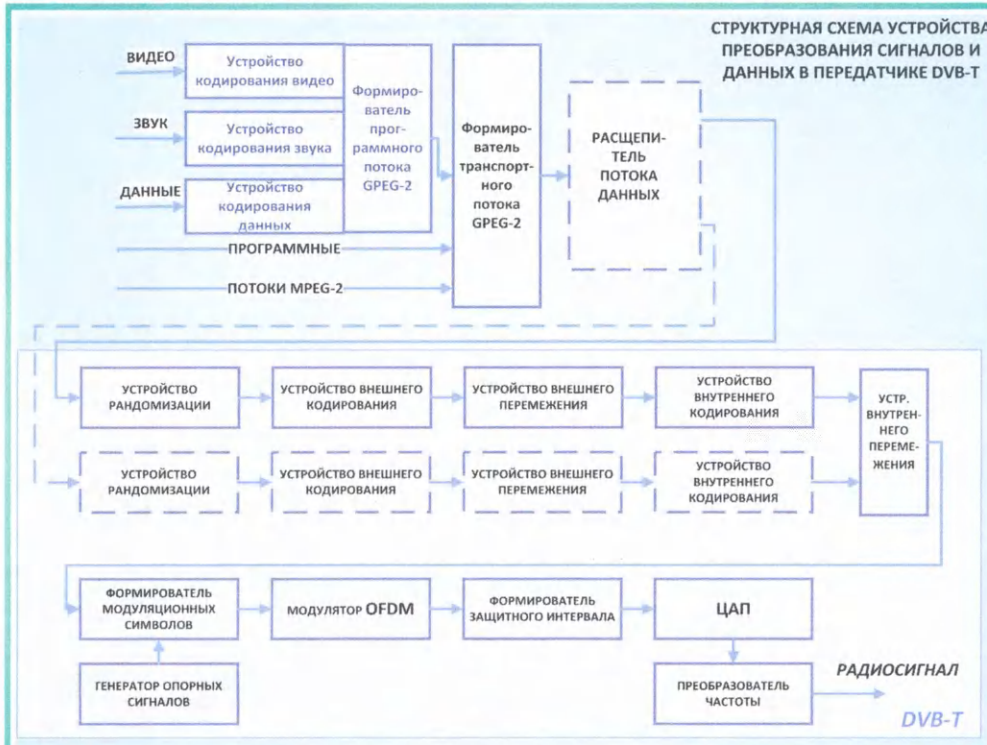 СТРУКТУРНАЯ СХЕМА УСТРОЙСТВА
ПРЕОБРАЗОВАНИЯ СИГНАЛОВ И
ДАННЫХ В ПЕРЕДАТЧИКЕ DVB-T
ВИДЕО
Устройство
кодирования видео
ЗВУК
Устройство
кодирования звука
ДАННЫЕ
Устройство
кодирования
данных
Формиро-
ватель
прог-
раммного
потока
GPEG-2
Формиро-
ватель
транспорт-
ного
потока
GPEG-2
РАСЩЕПИ-
ТЕЛЬ
ПОТОКА
ДАННЫХ
ПРОГРАММНЫЕ
ПОТОКИ MPEG-2
УСТРОЙСТВО
РАНДОМИЗАЦИИ
УСТРОЙСТВО ВНЕШНЕГО
КОДИРОВАНИЯ
УСТРОЙСТВО ВНЕШНЕГО
ПЕРЕМЕЖЕНИЯ
УСТРОЙСТВО
ВНУТРЕННЕГО
КОДИРОВАНИЯ
УСТР.
ВНУТРЕН-
НЕГО
ПЕРЕМЕ-
ЖЕНИЯ
УСТРОЙСТВО
РАНДОМИЗАЦИИ
УСТРОЙСТВО ВНЕШНЕГО
КОДИРОВАНИЯ
УСТРОЙСТВО ВНЕШНЕГО
ПЕРЕМЕЖЕНИЯ
УСТРОЙСТВО
ВНУТРЕННЕГО
КОДИРОВАНИЯ
ФОРМИРОВАТЕЛЬ
МОДУЛЯЦИОННЫХ
СИМВОЛОВ
МОДУЛЯТОР OFDM
ФОРМИРОВАТЕЛЬ
ЗАЩИТНОГО ИНТЕРВАЛА
ЦАП
ГЕНЕРАТОР ОПОРНЫХ
СИГНАЛОВ
ПРЕОБРАЗОВАТЕЛЬ
ЧАСТОТЫ
РАДИОСИГНАЛ
DVB-T